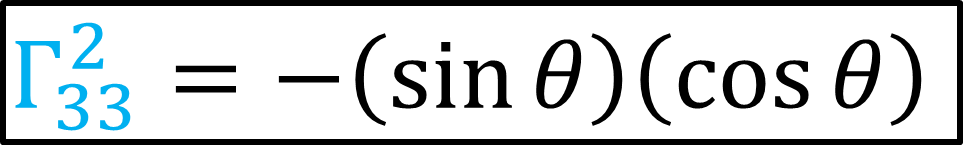 Γ²₃₃ = −(sin θ)(cos θ)